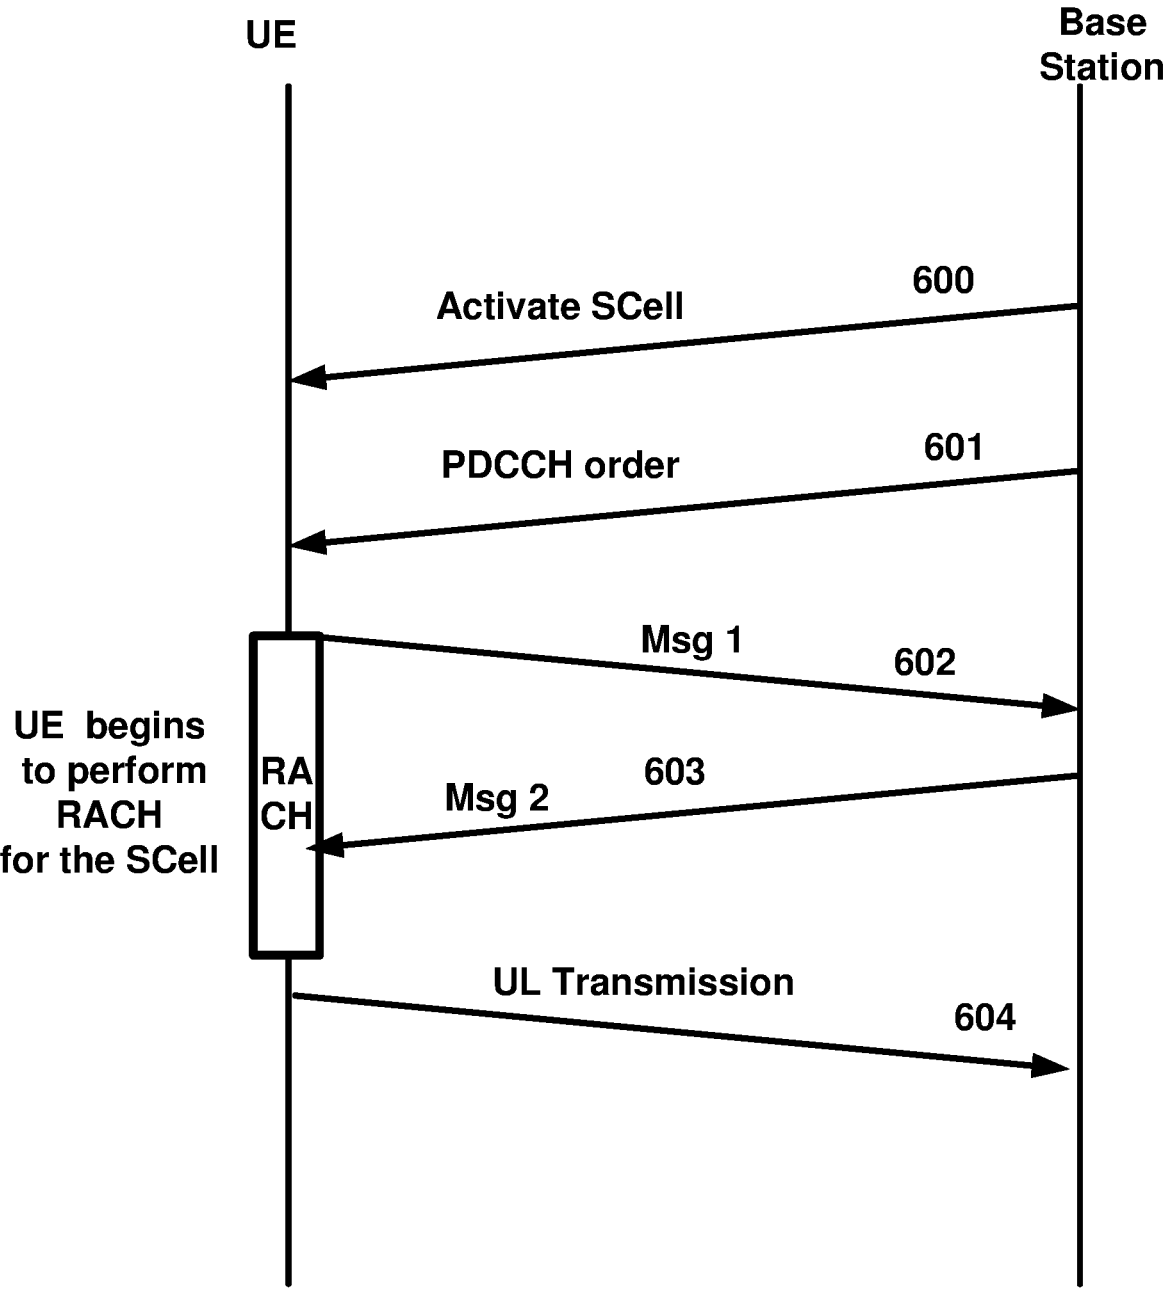 UE
Base
Station
600
Activate SCell
601
PDCCH order
Msg 1
602
UE begins
to perform
RACH
for the SCell
RA
CH
603
Msg 2
UL Transmission
604